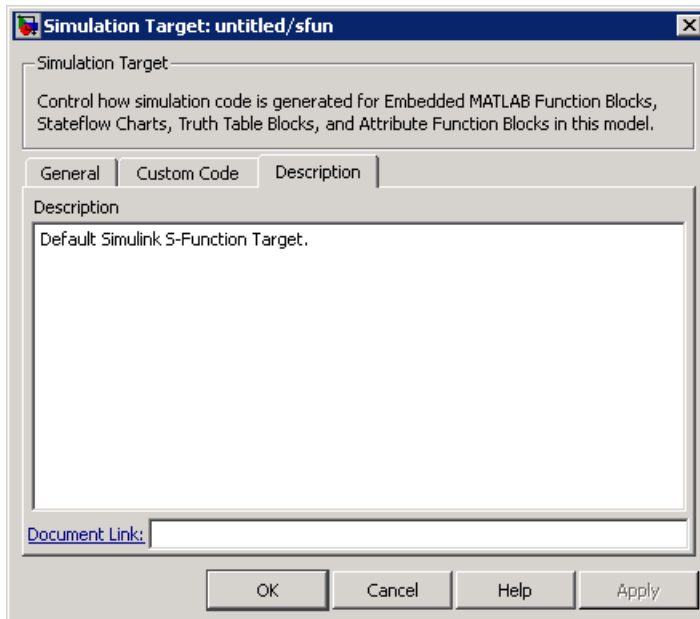 Simulation Target: untitled/sfun
Simulation Target
Control how simulation code is generated for Embedded MATLAB Function Blocks,
Stateflow Charts, Truth Table Blocks, and Attribute Function Blocks in this model.
General Custom Code Description
Description
Default Simulink S-Function Target.
Document Link:
OK Cancel Help Apply